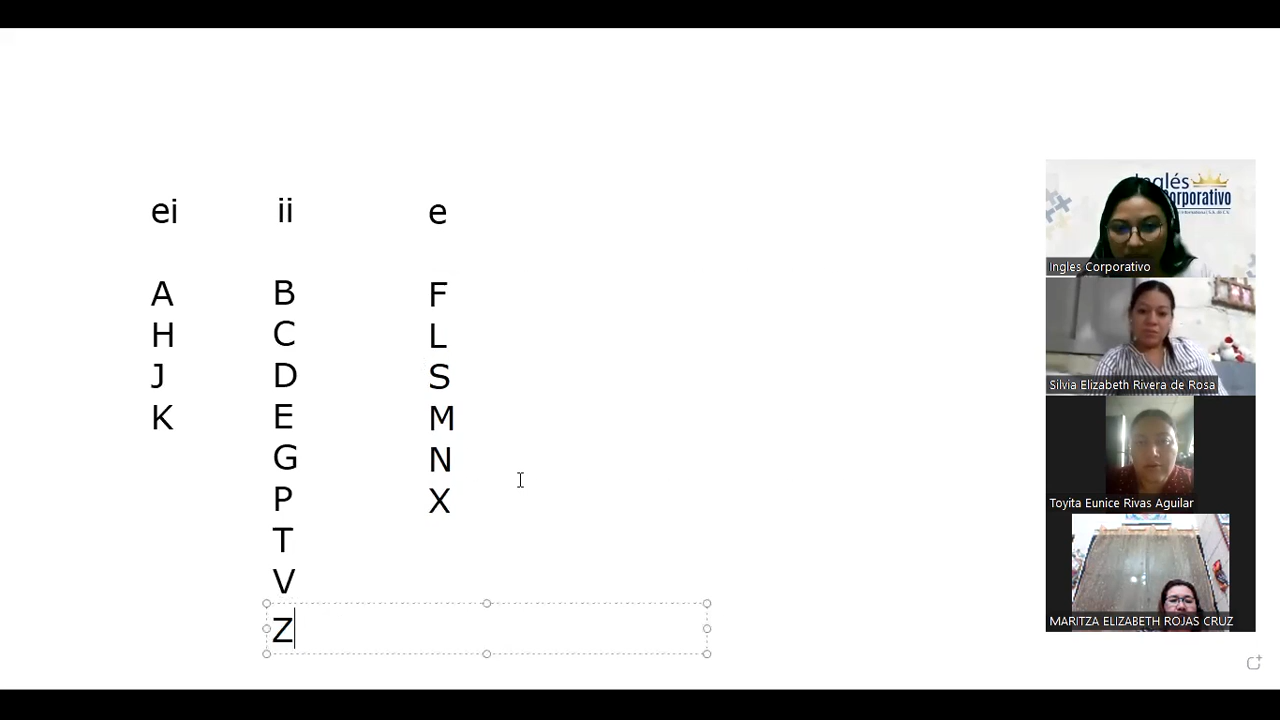 ei ii e
A B F
H C L
J D S
K E M
G N
P X
T
V
Z
Inglés
Corporativo
Ingles Corporativo
Silvia Elizabeth Rivera de Rosa
Toyita Eunice Rivas Aguilar
MARITZA ELIZABETH ROJAS CRUZ